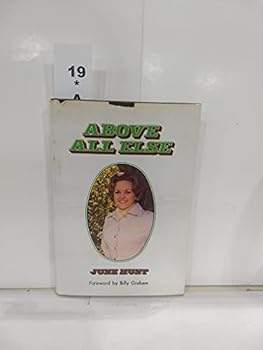 19
*
A
ABOVE
ALL ELSE
JUNE HUNT
Foreword by Billy Graham